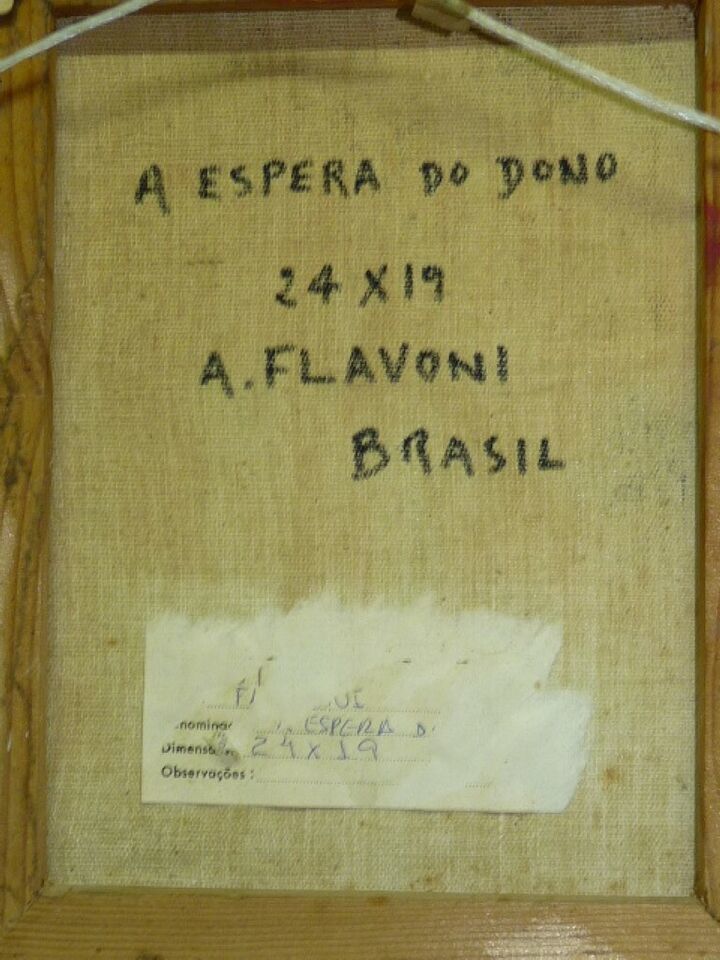 A ESPERA DO DONO
24 X 19
A. FLAVONI
BRASIL
ESPERA D
24 X 19
Observações :